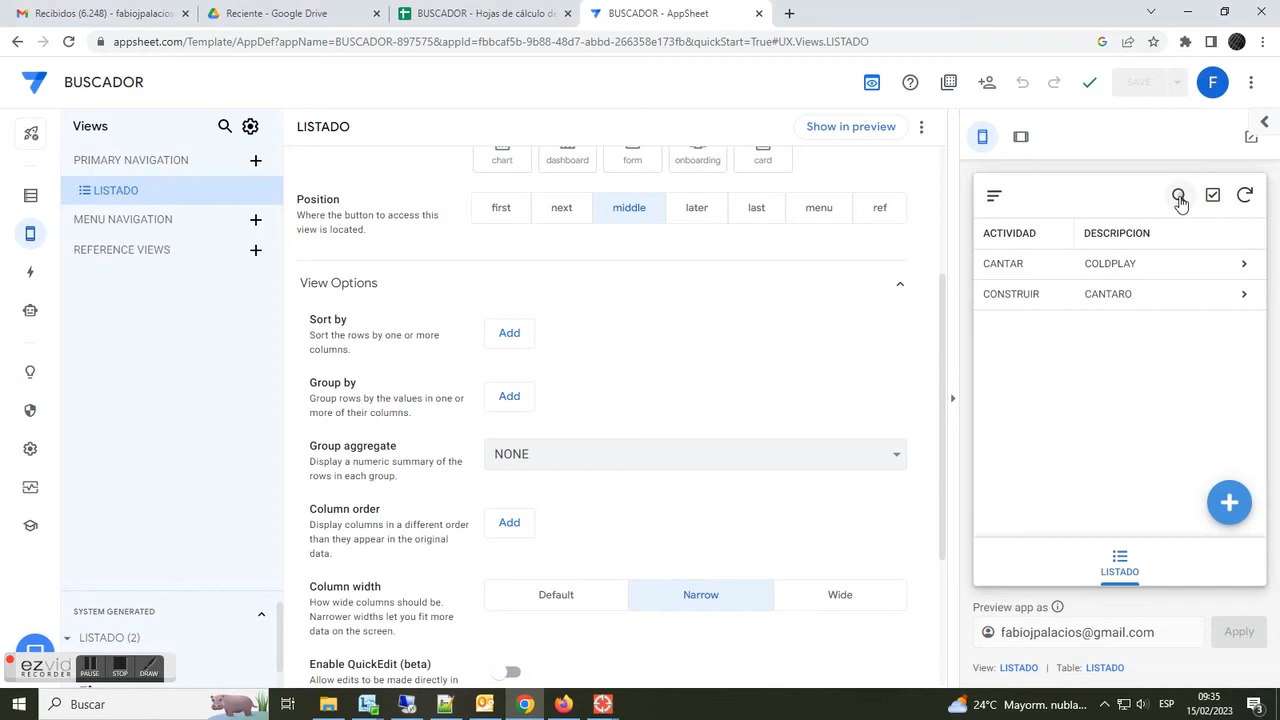 Recibidos (6.248) - fabiojpalacios
Reciente - Google Drive
BUSCADOR - Hojas de cálculo de
BUSCADOR - AppSheet
appsheet.com/Template/AppDef?appName=BUSCADOR-897575&appId=fbbcaf5b-9b88-48d7-abbd-266358e173fb&quickStart=True#UX.Views.LISTADO
BUSCADOR
SAVE
F
Views
PRIMARY NAVIGATION
LISTADO
MENU NAVIGATION
REFERENCE VIEWS
SYSTEM GENERATED
LISTADO (2)
LISTADO
Show in preview
chart
dashboard
form
onboarding
card
Position
Where the button to access this
view is located.
first
next
middle
later
last
menu
ref
View Options
Sort by
Sort the rows by one or more
columns.
Add
Group by
Group rows by the values in one or
more of their columns.
Add
Group aggregate
Display a numeric summary of the
rows in each group.
NONE
Column order
Display columns in a different order
than they appear in the original
data.
Add
Column width
How wide columns should be.
Narrower widths let you fit more
data on the screen.
Default
Narrow
Wide
Enable QuickEdit (beta)
Allow edits to be made directly in
ACTIVIDAD DESCRIPCION
CANTAR COLDPLAY
CONSTRUIR CANTARO
LISTADO
Preview app as
fabiojpalacios@gmail.com
Apply
View: LISTADO | Table: LISTADO
ezvid
RECORDER
PAUSE
STOP
DRAW
Buscar
24°C Mayorm. nubla...
ESP
09:35
15/02/2023
3